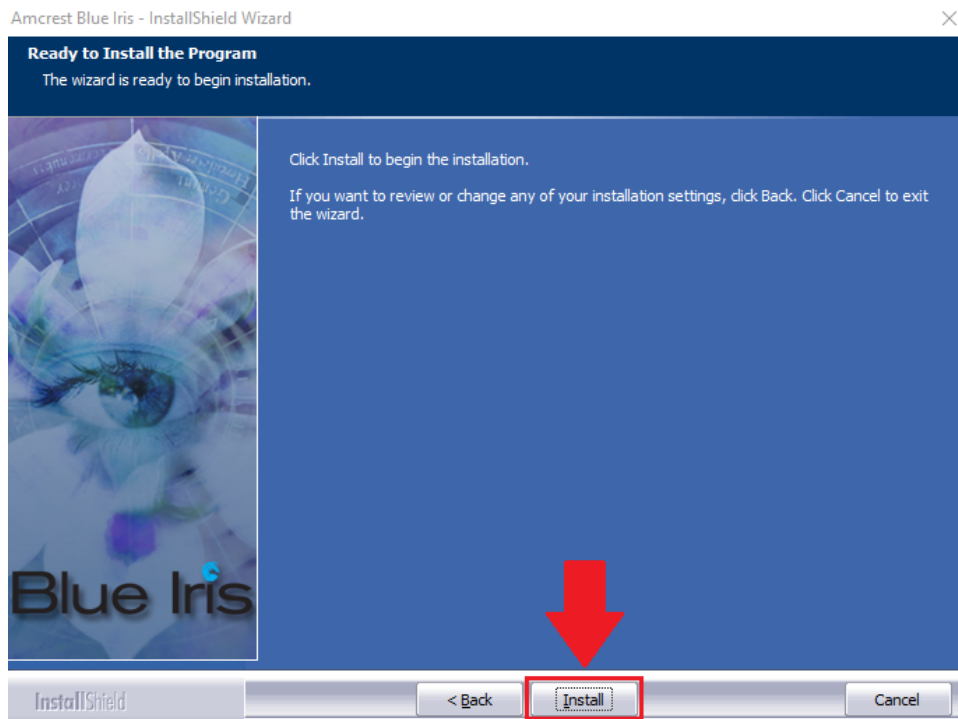 Amcrest Blue Iris - InstallShield Wizard
Ready to Install the Program
The wizard is ready to begin installation.
Click Install to begin the installation.
If you want to review or change any of your installation settings, click Back. Click Cancel to exit
the wizard.
Blue Iris
InstallShield
< Back
Install
Cancel